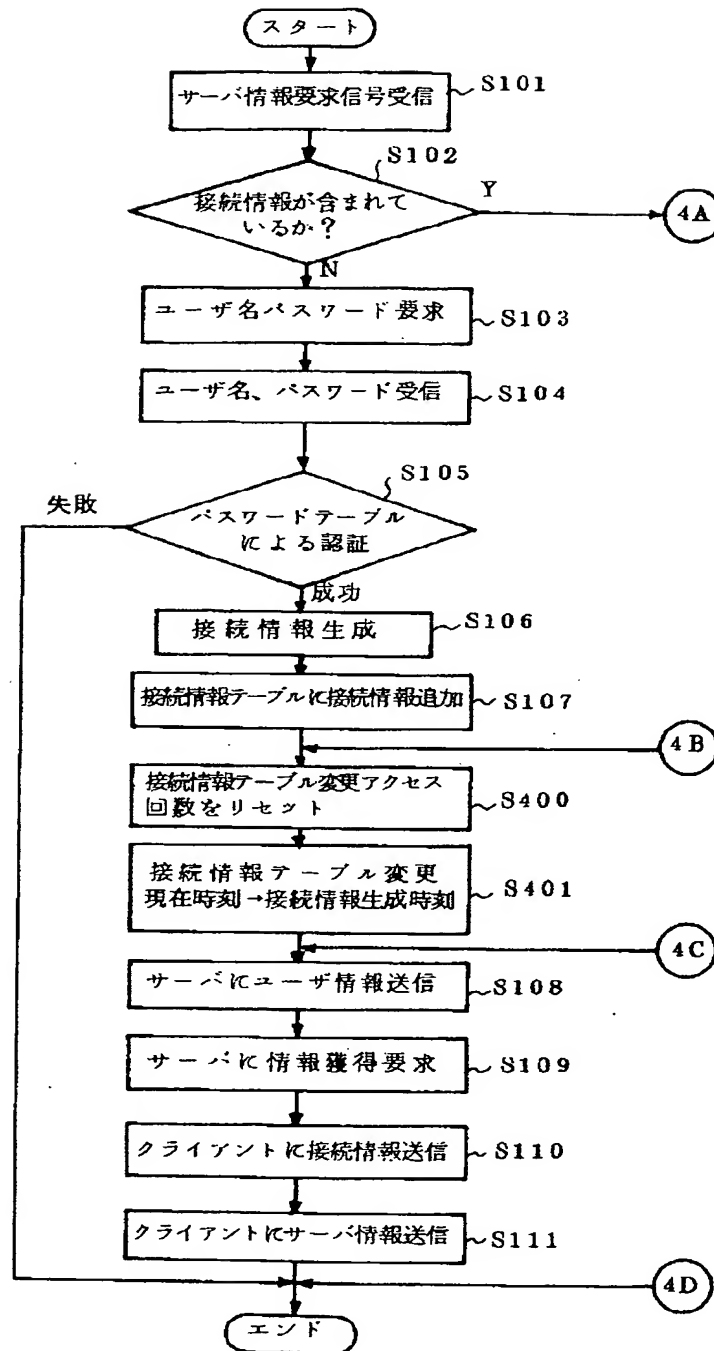 スタート
サーバ情報要求信号受信
S101
S102
接続情報が含まれて
いるか?
Y
4A
N
ユーザ名パスワード要求
S103
ユーザ名、パスワード受信
S104
S105
失敗
パスワードテーブル
による認証
成功
接続情報生成
S106
接続情報テーブルに接続情報追加
S107
4B
接続情報テーブル変更アクセス
回数をリセット
S400
接続情報テーブル変更
現在時刻→接続情報生成時刻
S401
4C
サーバにユーザ情報送信
S108
サーバに情報獲得要求
S109
クライアントに接続情報送信
S110
クライアントにサーバ情報送信
S111
4D
エンド